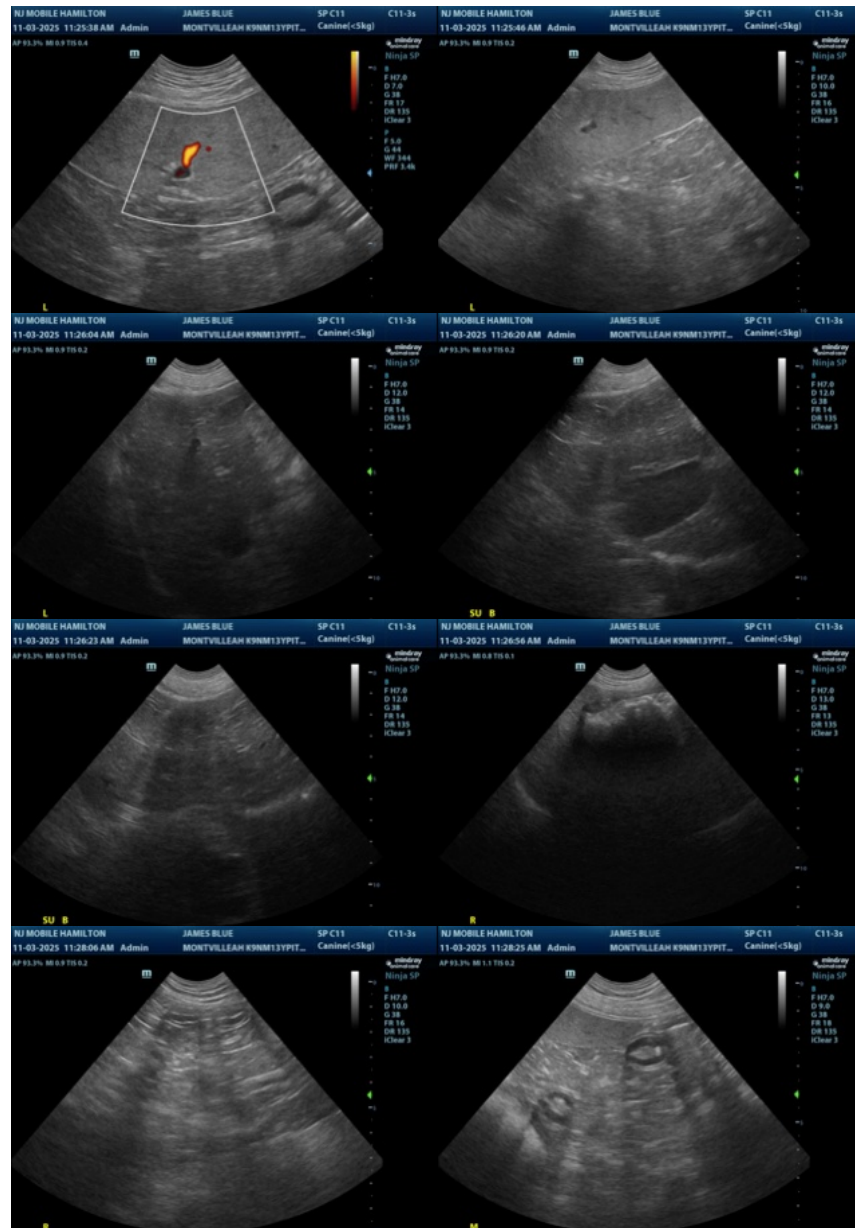 NJ MOBILE HAMILTON JAMES BLUE SP C11 C11-3s
11-03-2025 11:25:38 AM Admin MONTVILLEAH K9NM13YPIT... Canine(<5kg)
AP 93.3% MI 0.9 TIS 0.4 mindray
animalcare
Ninja SP
B
F H7.0
D 7.0
G 38
FR 17
DR 135
iClear 3
P
F 5.0
G 44
WF 344
PRF 3.4k
L
NJ MOBILE HAMILTON JAMES BLUE SP C11 C11-3s
11-03-2025 11:25:46 AM Admin MONTVILLEAH K9NM13YPIT... Canine(<5kg)
AP 93.3% MI 0.9 TIS 0.2 mindray
animalcare
Ninja SP
B
F H7.0
D 10.0
G 38
FR 16
DR 135
iClear 3
L
NJ MOBILE HAMILTON JAMES BLUE SP C11 C11-3s
11-03-2025 11:26:04 AM Admin MONTVILLEAH K9NM13YPIT... Canine(<5kg)
AP 93.3% MI 0.9 TIS 0.2 mindray
animalcare
Ninja SP
B
F H7.0
D 12.0
G 38
FR 14
DR 135
iClear 3
L
NJ MOBILE HAMILTON JAMES BLUE SP C11 C11-3s
11-03-2025 11:26:20 AM Admin MONTVILLEAH K9NM13YPIT... Canine(<5kg)
AP 93.3% MI 0.9 TIS 0.2 mindray
animalcare
Ninja SP
B
F H7.0
D 12.0
G 38
FR 14
DR 135
iClear 3
SU B
NJ MOBILE HAMILTON JAMES BLUE SP C11 C11-3s
11-03-2025 11:26:23 AM Admin MONTVILLEAH K9NM13YPIT... Canine(<5kg)
AP 93.3% MI 0.9 TIS 0.2 mindray
animalcare
Ninja SP
B
F H7.0
D 12.0
G 38
FR 14
DR 135
iClear 3
SU B
NJ MOBILE HAMILTON JAMES BLUE SP C11 C11-3s
11-03-2025 11:26:56 AM Admin MONTVILLEAH K9NM13YPIT... Canine(<5kg)
AP 93.3% MI 0.8 TIS 0.1 mindray
animalcare
Ninja SP
B
F H7.0
D 13.0
G 38
FR 13
DR 135
iClear 3
R
NJ MOBILE HAMILTON JAMES BLUE SP C11 C11-3s
11-03-2025 11:28:06 AM Admin MONTVILLEAH K9NM13YPIT... Canine(<5kg)
AP 93.3% MI 0.9 TIS 0.2 mindray
animalcare
Ninja SP
B
F H7.0
D 10.0
G 38
FR 16
DR 135
iClear 3
NJ MOBILE HAMILTON JAMES BLUE SP C11 C11-3s
11-03-2025 11:28:25 AM Admin MONTVILLEAH K9NM13YPIT... Canine(<5kg)
AP 93.3% MI 1.1 TIS 0.2 mindray
animalcare
Ninja SP
B
F H7.0
D 9.0
G 38
FR 18
DR 135
iClear 3